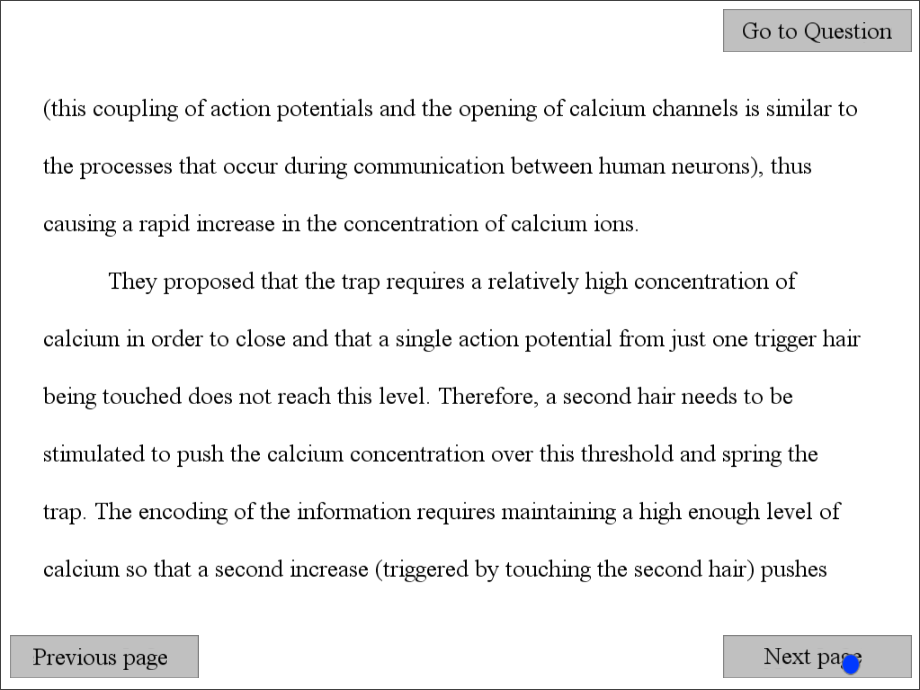 Go to Question
(this coupling of action potentials and the opening of calcium channels is similar to
the processes that occur during communication between human neurons), thus
causing a rapid increase in the concentration of calcium ions.
They proposed that the trap requires a relatively high concentration of
calcium in order to close and that a single action potential from just one trigger hair
being touched does not reach this level. Therefore, a second hair needs to be
stimulated to push the calcium concentration over this threshold and spring the
trap. The encoding of the information requires maintaining a high enough level of
calcium so that a second increase (triggered by touching the second hair) pushes
Previous page
Next page